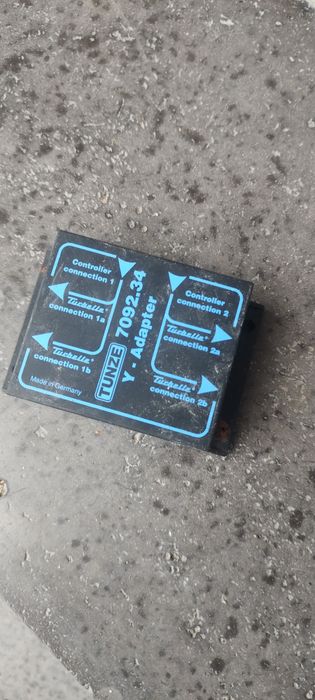 Controller
connection 1
Turbelle®
connection 1a
Turbelle®
connection 1b
Made in Germany
TUNZE
7092.34
Y - Adapter
Controller
connection 2
Turbelle®
connection 2a
Turbelle®
connection 2b